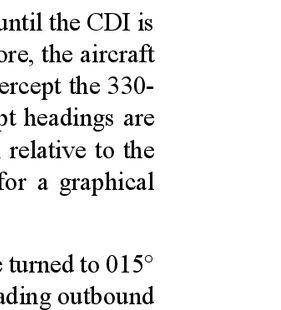 until the CDI is
ore, the aircraft
ercept the 330-
pt headings are
relative to the
for a graphical
turned to 015°
ading outbound